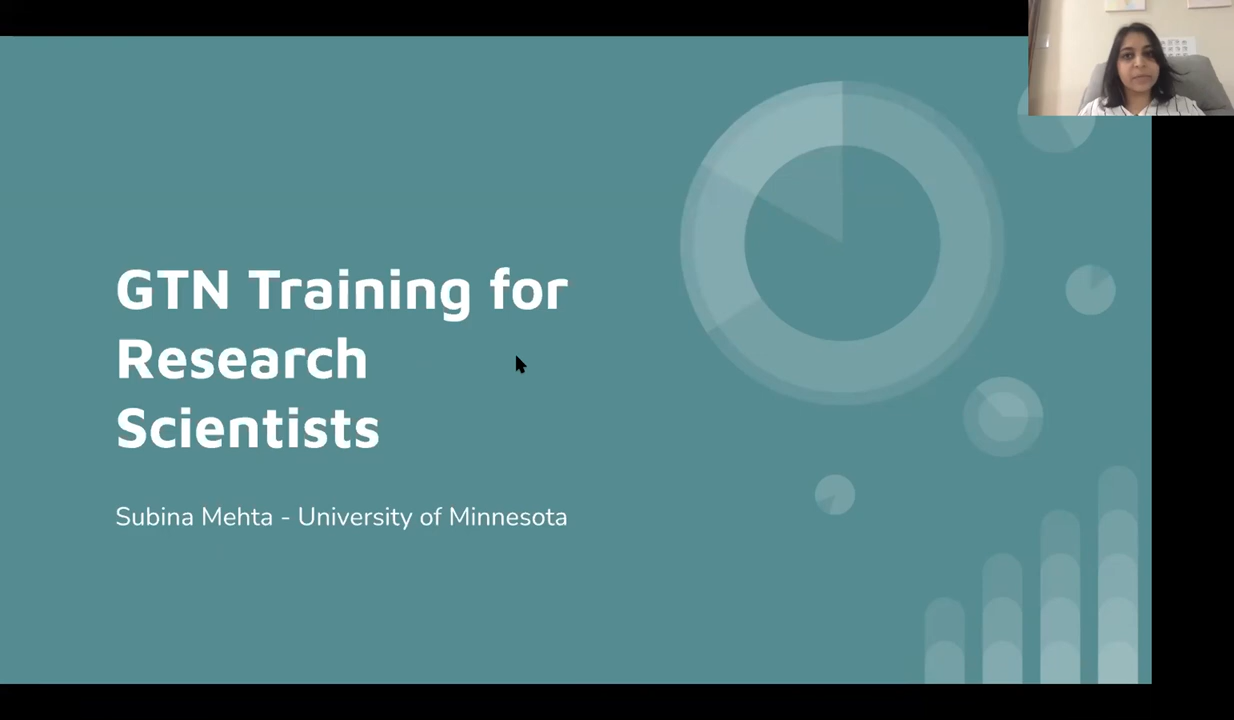 GTN Training for
Research
Scientists
Subina Mehta - University of Minnesota